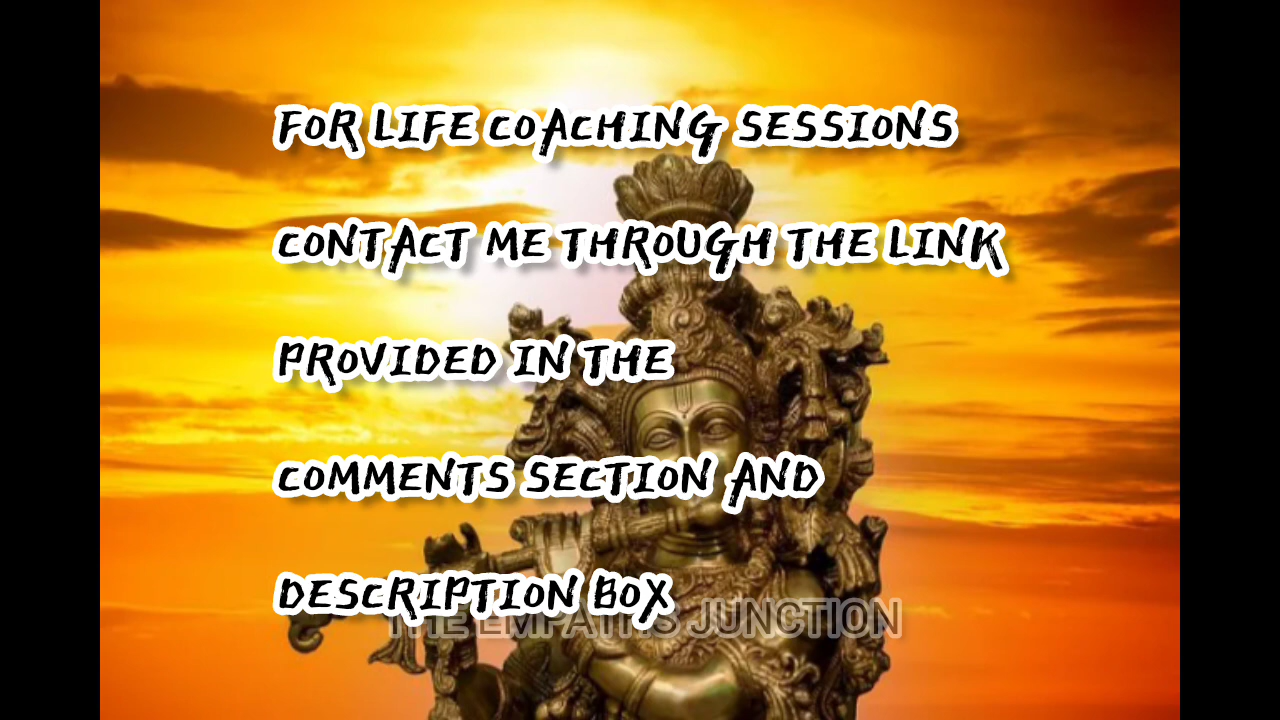 FOR LIFE COACHING SESSIONS
CONTACT ME THROUGH THE LINK
PROVIDED IN THE
COMMENTS SECTION AND
DESCRIPTION BOX
THE EMPATHS JUNCTION